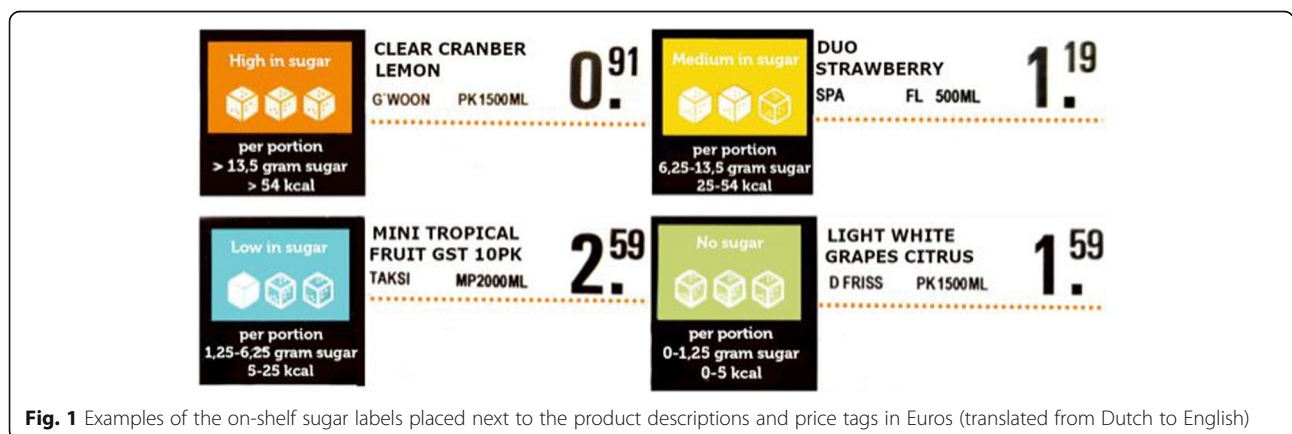 High in sugar
per portion
> 13,5 gram sugar
> 54 kcal
CLEAR CRANBER
LEMON
G'WOON PK1500ML
0.91
Medium in sugar
per portion
6,25-13,5 gram sugar
25-54 kcal
DUO
STRAWBERRY
SPA FL 500ML
1.19
Low in sugar
per portion
1,25-6,25 gram sugar
5-25 kcal
MINI TROPICAL
FRUIT GST 10PK
TAKSI MP2000ML
2.59
No sugar
per portion
0-1,25 gram sugar
0-5 kcal
LIGHT WHITE
GRAPES CITRUS
D FRISS PK1500ML
1.59
Fig. 1 Examples of the on-shelf sugar labels placed next to the product descriptions and price tags in Euros (translated from Dutch to English)